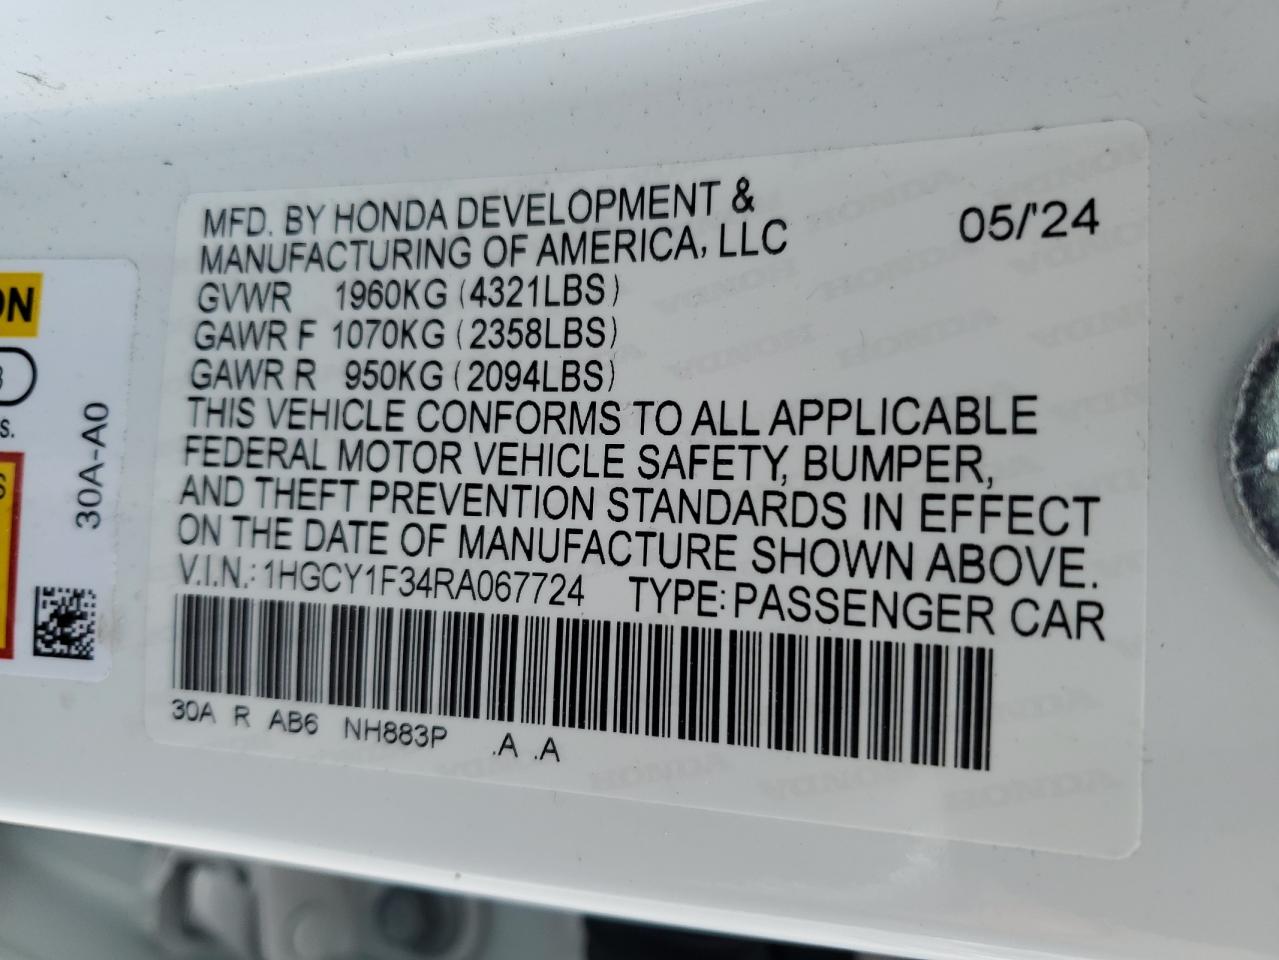 MFD. BY HONDA DEVELOPMENT &
MANUFACTURING OF AMERICA, LLC
05/'24
GVWR 1960KG (4321LBS)
GAWR F 1070KG (2358LBS)
GAWR R 950KG (2094LBS)
THIS VEHICLE CONFORMS TO ALL APPLICABLE
FEDERAL MOTOR VEHICLE SAFETY, BUMPER,
AND THEFT PREVENTION STANDARDS IN EFFECT
ON THE DATE OF MANUFACTURE SHOWN ABOVE.
V.I.N.: 1HGCY1F34RA067724 TYPE: PASSENGER CAR
30A R AB6 NH883P .A .A
30A-A0